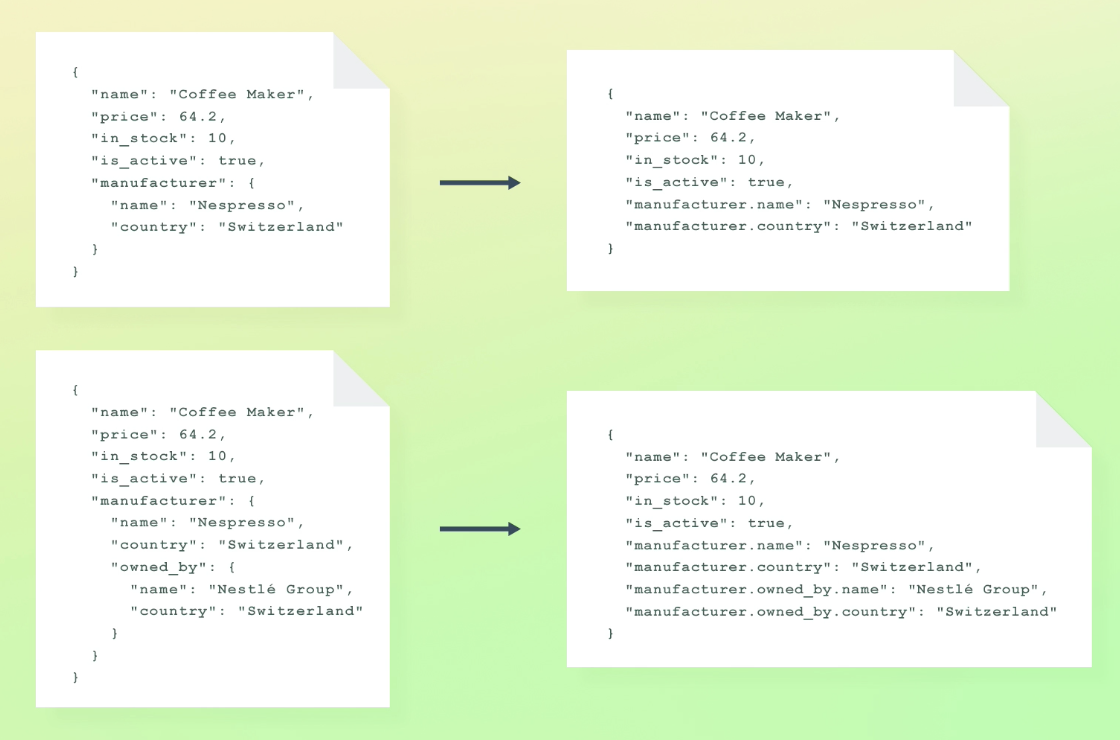 {
"name": "Coffee Maker",
"price": 64.2,
"in_stock": 10,
"is_active": true,
"manufacturer": {
"name": "Nespresso",
"country": "Switzerland"
}
}
{
"name": "Coffee Maker",
"price": 64.2,
"in_stock": 10,
"is_active": true,
"manufacturer.name": "Nespresso",
"manufacturer.country": "Switzerland"
}
{
"name": "Coffee Maker",
"price": 64.2,
"in_stock": 10,
"is_active": true,
"manufacturer": {
"name": "Nespresso",
"country": "Switzerland",
"owned_by": {
"name": "Nestlé Group",
"country": "Switzerland"
}
}
}
{
"name": "Coffee Maker",
"price": 64.2,
"in_stock": 10,
"is_active": true,
"manufacturer.name": "Nespresso",
"manufacturer.country": "Switzerland",
"manufacturer.owned_by.name": "Nestlé Group",
"manufacturer.owned_by.country": "Switzerland"
}